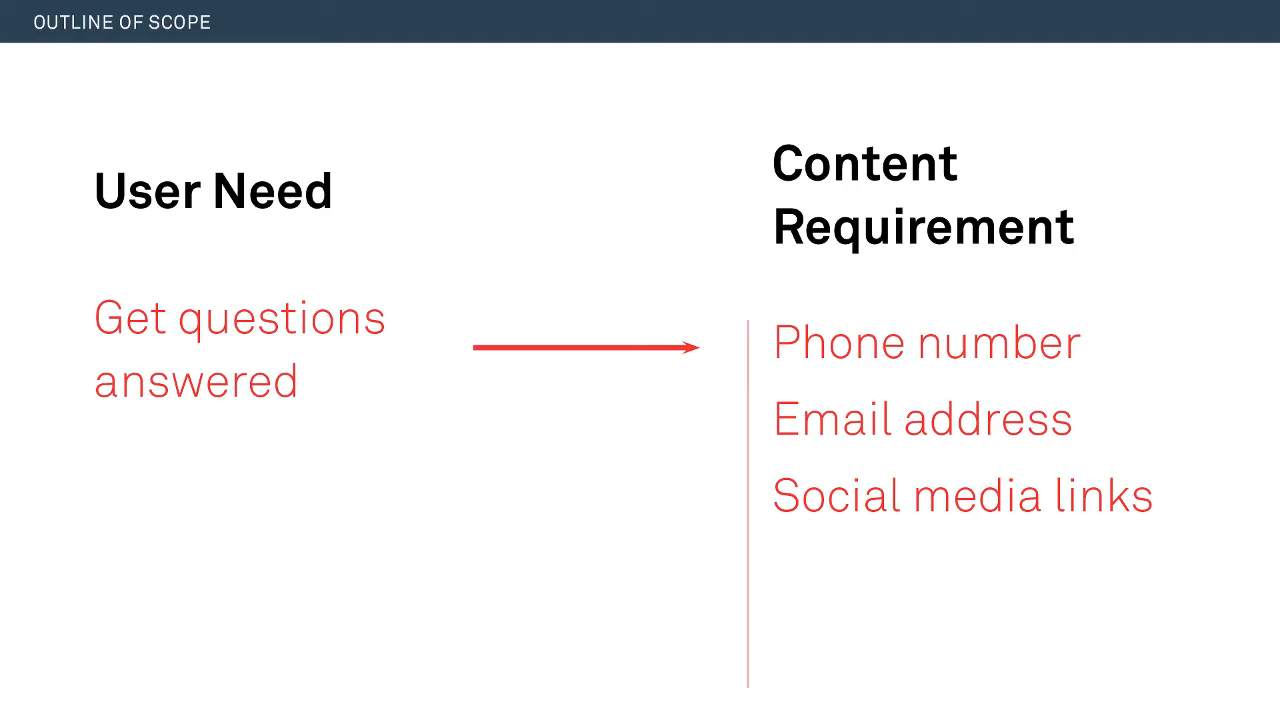 OUTLINE OF SCOPE
User Need
Get questions
answered
Content
Requirement
Phone number
Email address
Social media links